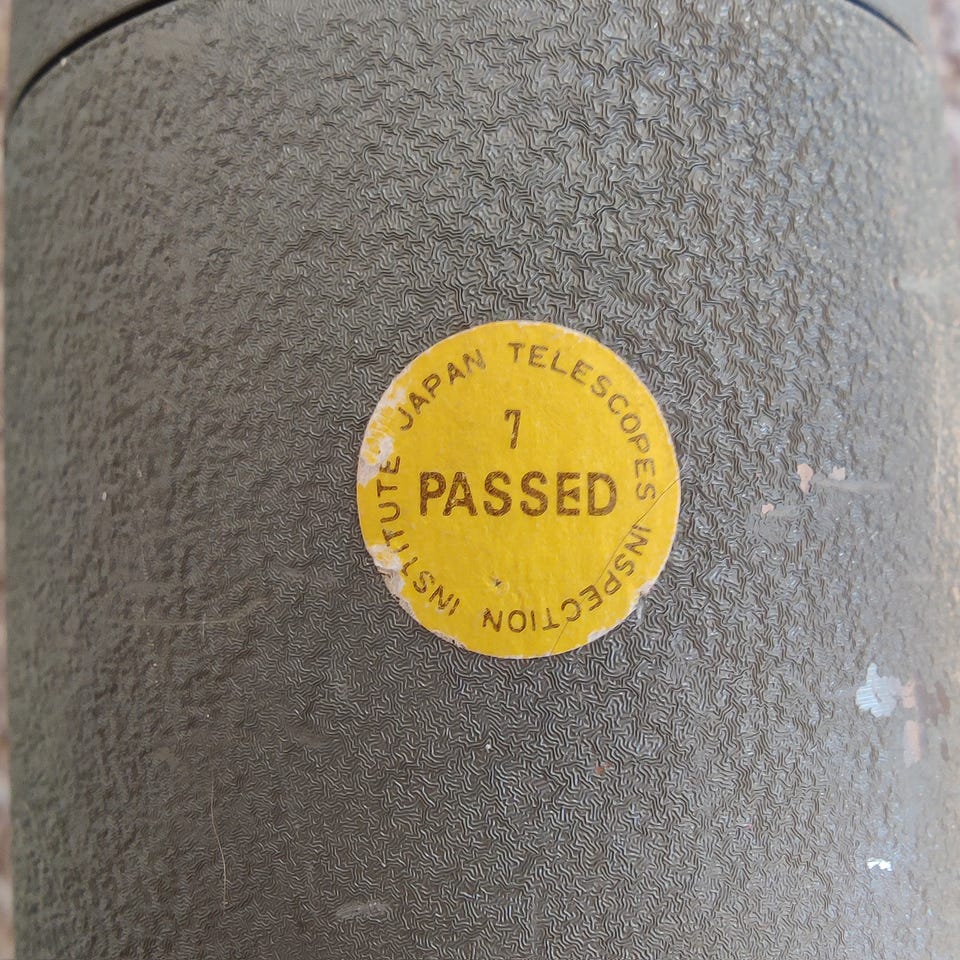 JAPAN TELESCOPES INSPECTION INSTITUTE
7
PASSED